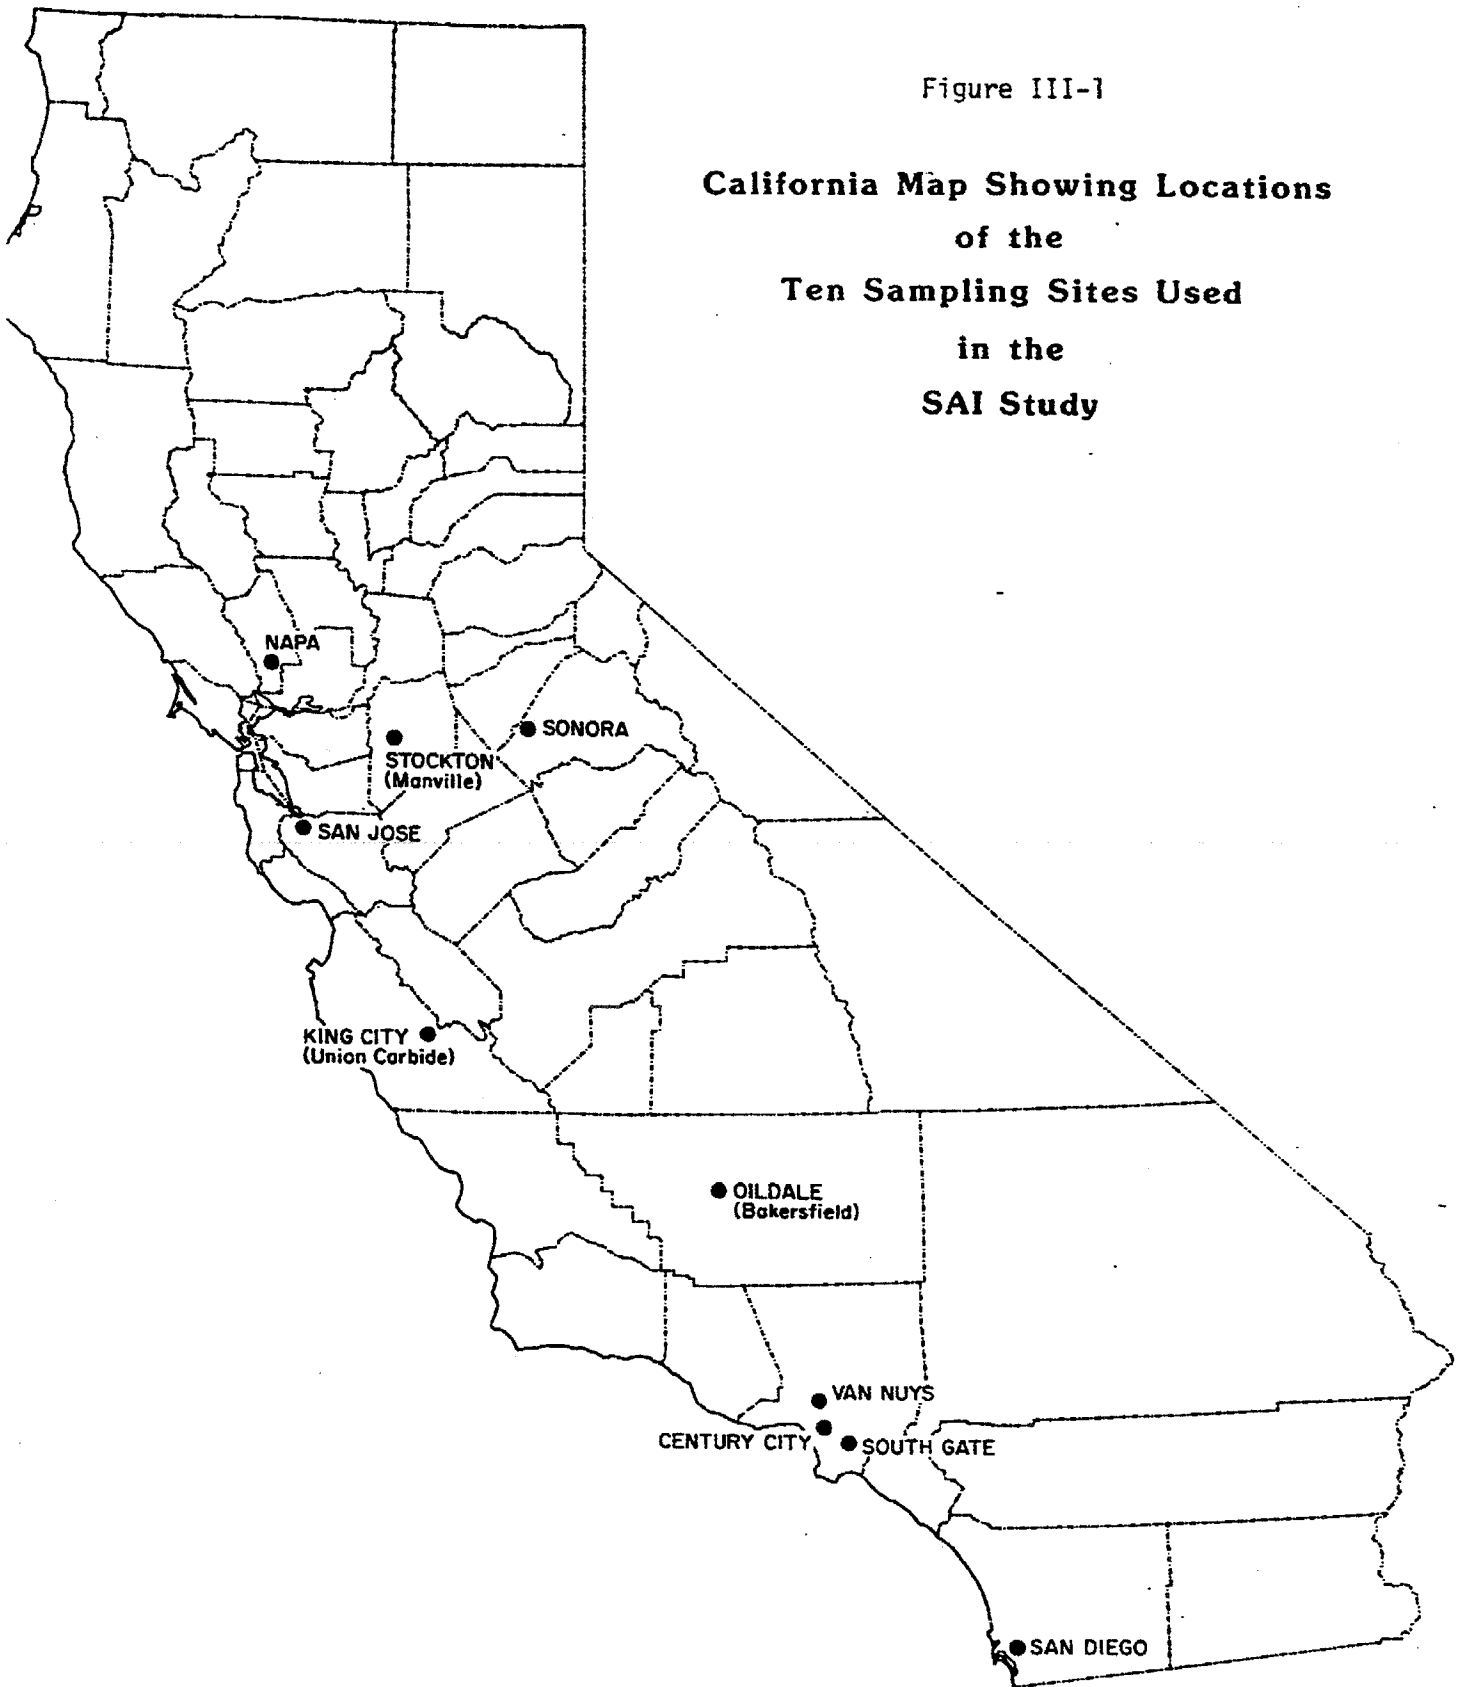 Figure III-1
California Map Showing Locations
of the
Ten Sampling Sites Used
in the
SAI Study
NAPA
SONORA
STOCKTON
(Manville)
SAN JOSE
KING CITY
(Union Carbide)
OILDALE
(Bakersfield)
VAN NUYS
CENTURY CITY
SOUTH GATE
SAN DIEGO